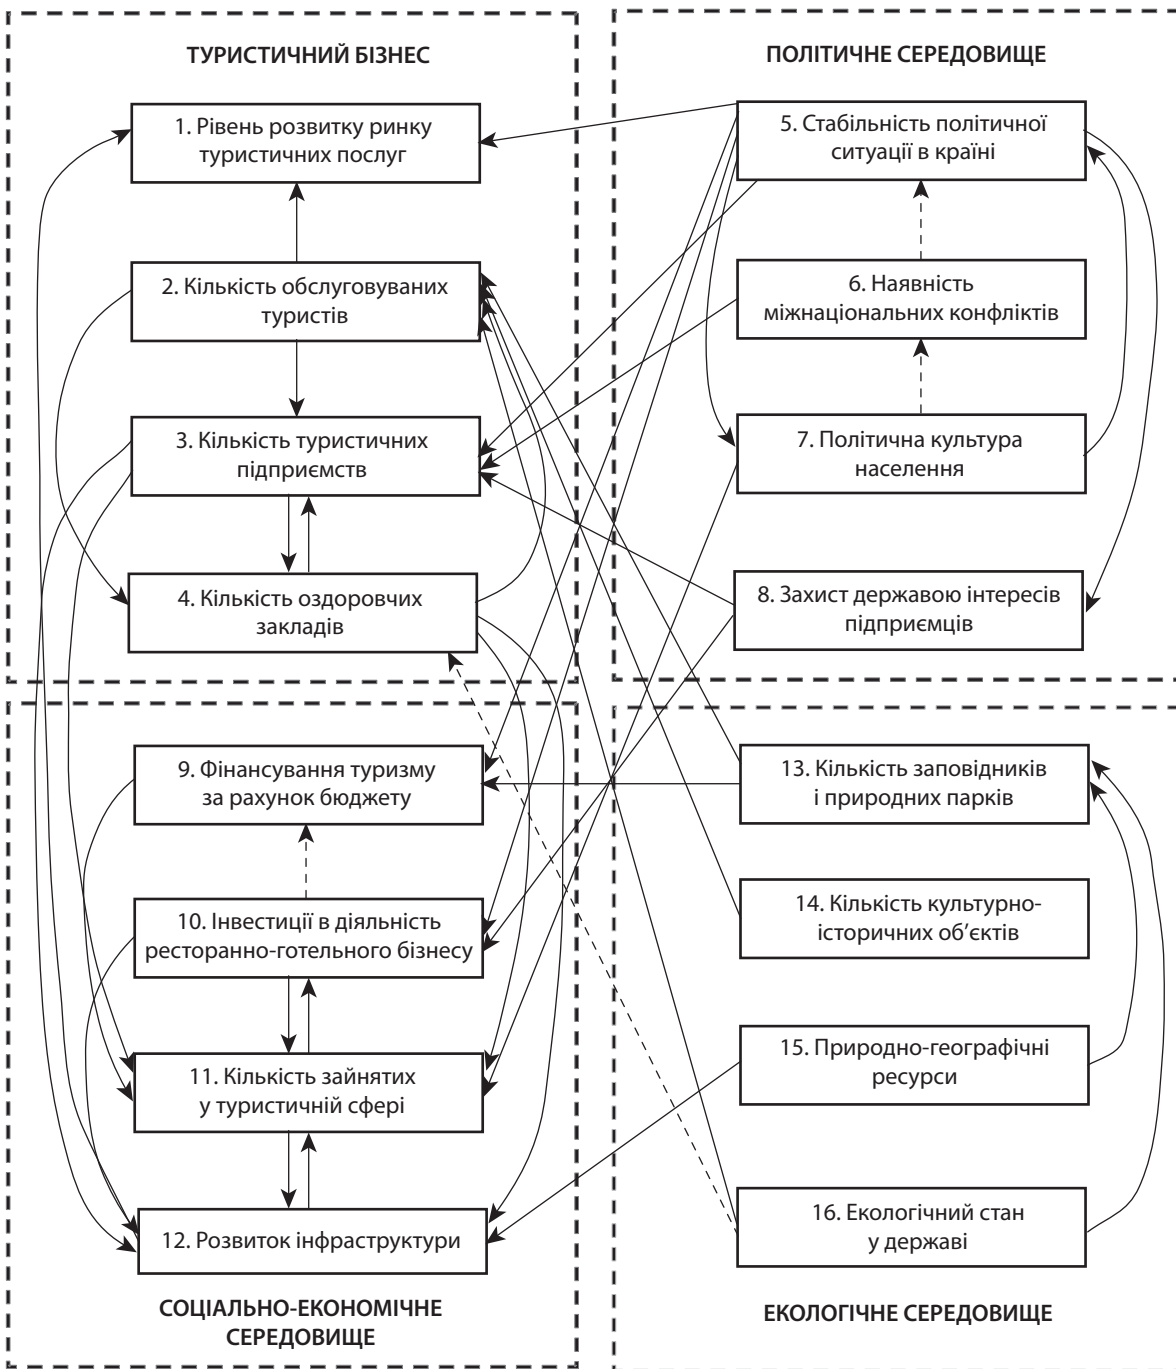 ТУРИСТИЧНИЙ БІЗНЕС
1. Рівень розвитку ринку
туристичних послуг
2. Кількість обслуговуваних
туристів
3. Кількість туристичних
підприємств
4. Кількість оздоровчих
закладів
ПОЛІТИЧНЕ СЕРЕДОВИЩЕ
5. Стабільність політичної
ситуації в країні
6. Наявність
міжнаціональних конфліктів
7. Політична культура
населення
8. Захист державою інтересів
підприємців
9. Фінансування туризму
за рахунок бюджету
10. Інвестиції в діяльність
ресторанно-готельного бізнесу
11. Кількість зайнятих
у туристичній сфері
12. Розвиток інфраструктури
СОЦІАЛЬНО-ЕКОНОМІЧНЕ
СЕРЕДОВИЩЕ
13. Кількість заповідників
і природних парків
14. Кількість культурно-
історичних об’єктів
15. Природно-географічні
ресурси
16. Екологічний стан
у державі
ЕКОЛОГІЧНЕ СЕРЕДОВИЩЕ